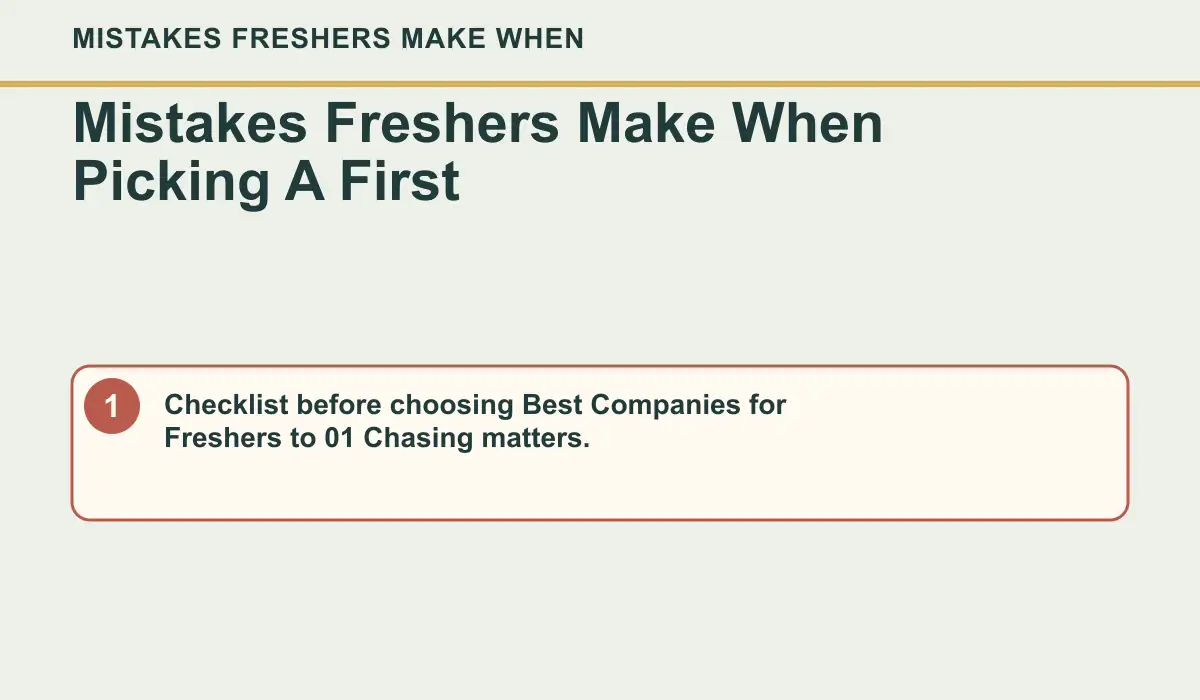 MISTAKES FRESHERS MAKE WHEN
Mistakes Freshers Make When
Picking A First
1
Checklist before choosing Best Companies for
Freshers to 01 Chasing matters.